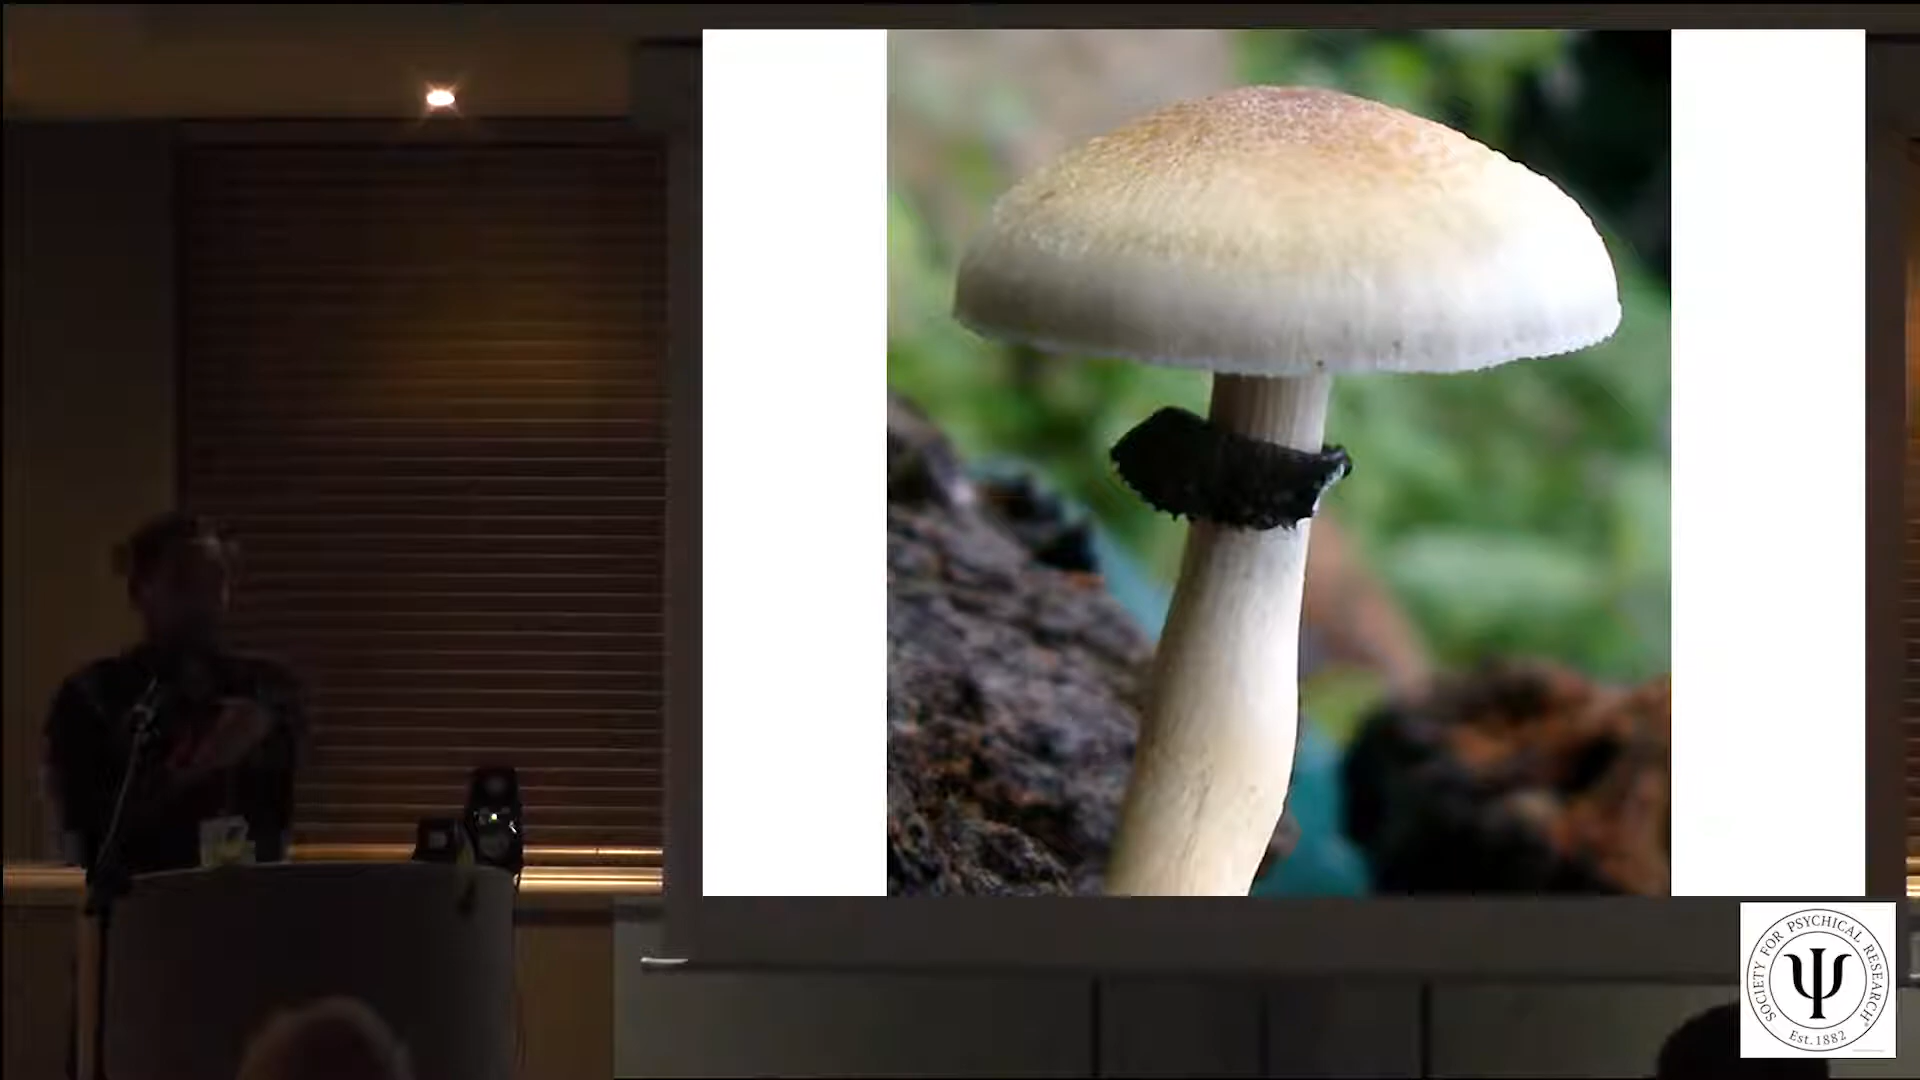 SOCIETY FOR PSYCHICAL RESEARCH
Ψ
Est. 1882